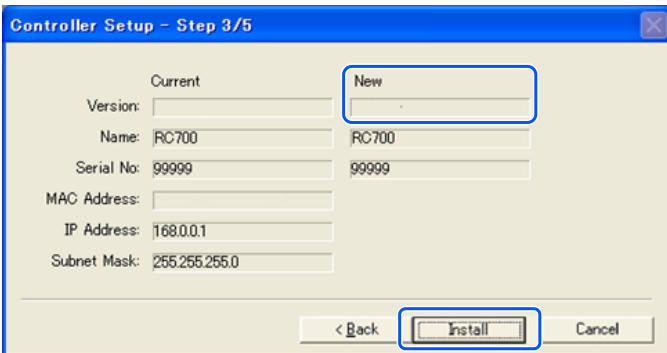 Controller Setup - Step 3/5
Current New
Version:
Name: RC700 RC700
Serial No: 99999 99999
MAC Address:
IP Address: 168.0.0.1
Subnet Mask: 255.255.255.0
< Back Install Cancel